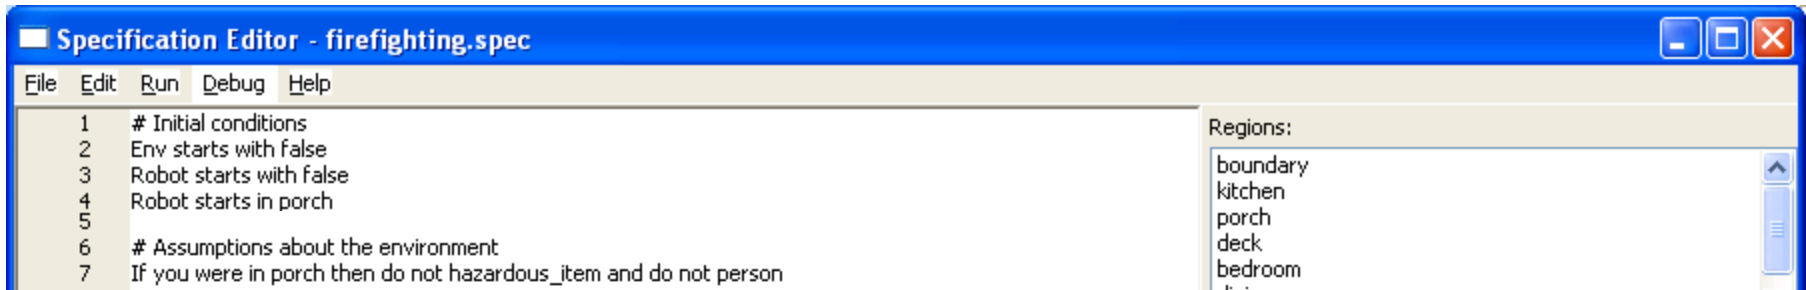 Specification Editor - firefighting.spec
File Edit Run Debug Help
1 # Initial conditions
2 Env starts with false
3 Robot starts with false
4 Robot starts in porch
5
6 # Assumptions about the environment
7 If you were in porch then do not hazardous_item and do not person
Regions:
boundary
kitchen
porch
deck
bedroom